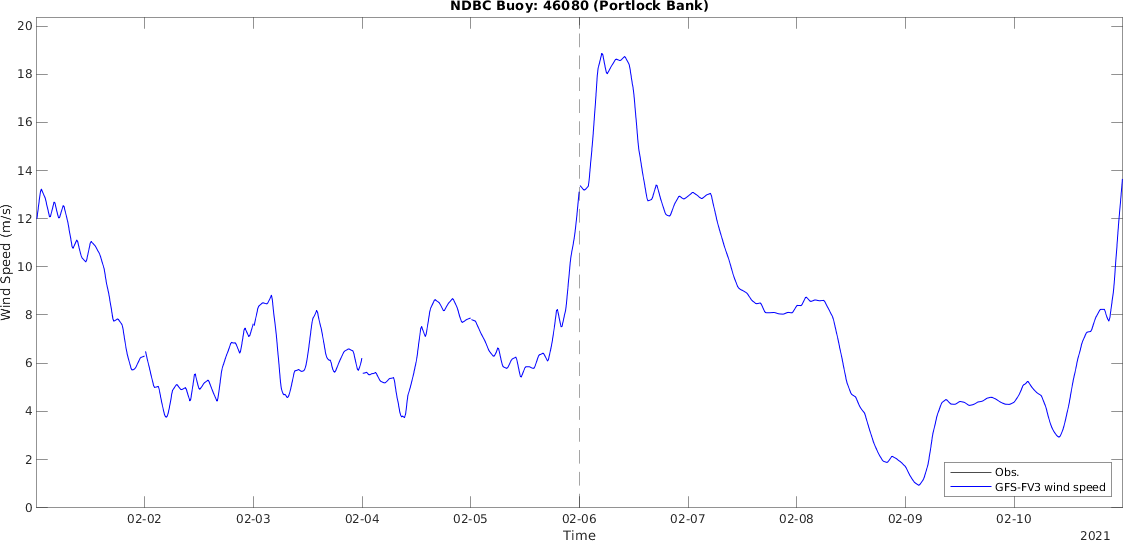 NDBC Buoy: 46080 (Portlock Bank)
20
18
16
14
12
10
8
6
4
2
0
Wind Speed (m/s)
Obs.
GFS-FV3 wind speed
02-02 02-03 02-04 02-05 02-06 02-07 02-08 02-09 02-10
Time
2021